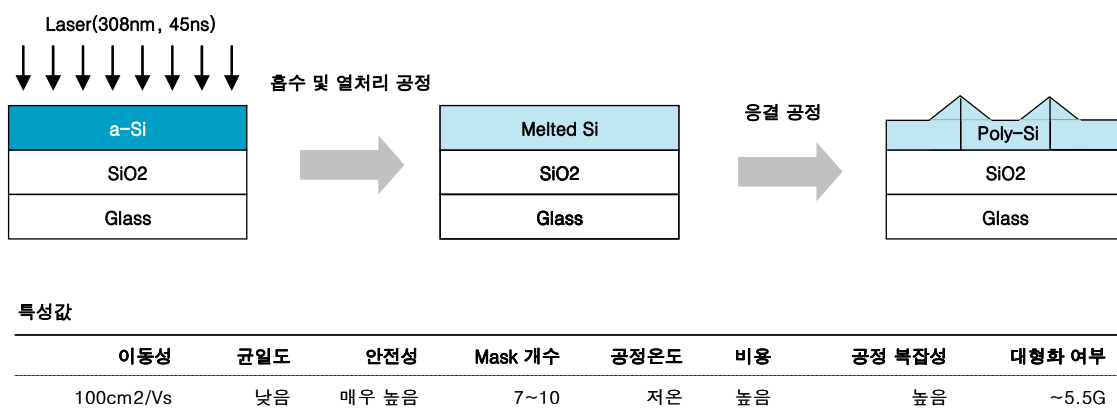 Laser(308nm, 45ns)
흡수 및 열처리 공정
응결 공정
a-Si
SiO2
Glass
Melted Si
SiO2
Glass
Poly-Si
SiO2
Glass
특성값
이동성 균일도 안전성 Mask 개수 공정온도 비용 공정 복잡성 대형화 여부
100cm2/Vs 낮음 매우 높음 7~10 저온 높음 높음 ~5.5G